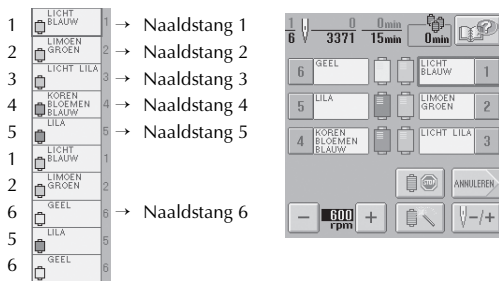 1 LICHT BLAUW 1 → Naaldstang 1
2 LIMOEN GROEN 2 → Naaldstang 2
3 LICHT LILA 3 → Naaldstang 3
4 KOREN BLOEMEN BLAUW 4 → Naaldstang 4
5 LILA 5 → Naaldstang 5
1 LICHT BLAUW 1
2 LIMOEN GROEN 2
6 GEEL 6 → Naaldstang 6
5 LILA 5
6 GEEL 6
1 0 0min
6 3371 15min 0min
6 GEEL LICHT BLAUW 1
5 LILA LIMOEN GROEN 2
4 KOREN BLOEMEN BLAUW LICHT LILA 3
STOP ANNULEREN
− 600 rpm + −/+